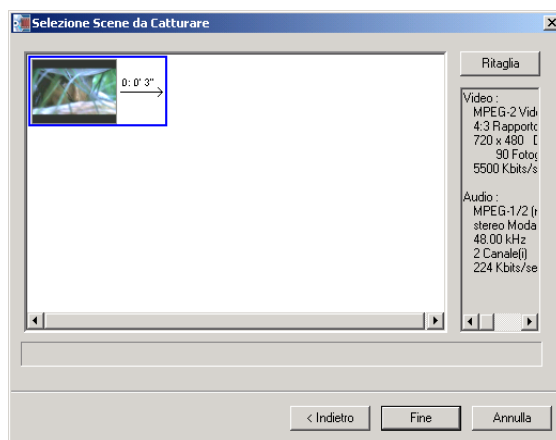 Selezione Scene da Catturare
0: 0' 3"
Ritaglia
Video :
MPEG-2 Vid
4:3 Rapporto
720 x 480
90 Fotog
5500 Kbits/s
Audio :
MPEG-1/2 (r
stereo Moda
48.00 kHz
2 Canale(i)
224 Kbits/se
< Indietro
Fine
Annulla